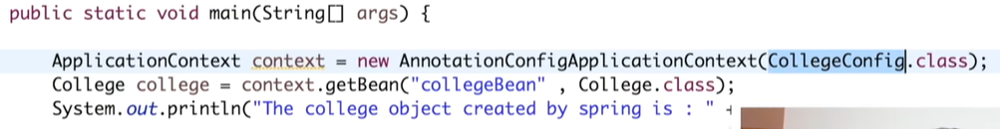 public static void main(String[] args) {
ApplicationContext context = new AnnotationConfigApplicationContext(CollegeConfig.class);
College college = context.getBean("collegeBean" , College.class);
System.out.println("The college object created by spring is : " +